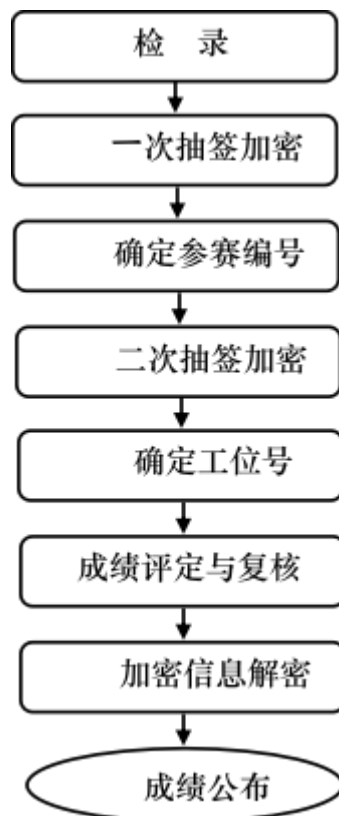 检 录
一次抽签加密
确定参赛编号
二次抽签加密
确定工位号
成绩评定与复核
加密信息解密
成绩公布